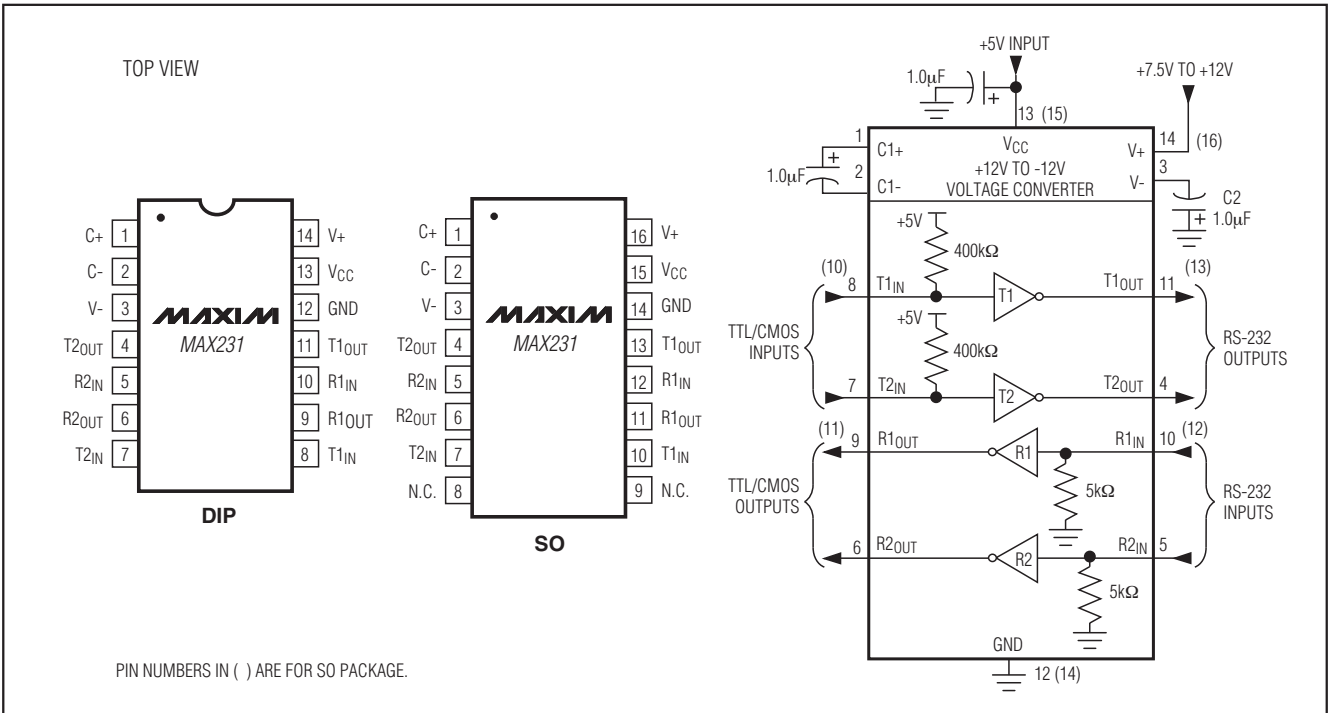 TOP VIEW
C+ 1
C- 2
V- 3
T2OUT 4
R2IN 5
R2OUT 6
T2IN 7
14 V+
13 VCC
12 GND
11 T1OUT
10 R1IN
9 R1OUT
8 T1IN
MAXIM
MAX231
DIP
C+ 1
C- 2
V- 3
T2OUT 4
R2IN 5
R2OUT 6
T2IN 7
N.C. 8
16 V+
15 VCC
14 GND
13 T1OUT
12 R1IN
11 R1OUT
10 T1IN
9 N.C.
MAXIM
MAX231
SO
+5V INPUT
1.0μF
+
+7.5V TO +12V
13 (15)
1
C1+
VCC
V+
14 (16)
+
1.0μF
2
C1-
+12V TO -12V
VOLTAGE CONVERTER
V-
3
C2
+ 1.0μF
+5V
400kΩ
(10)
8
T1IN
T1
T1OUT
11
(13)
TTL/CMOS
INPUTS
+5V
400kΩ
RS-232
OUTPUTS
7
T2IN
T2
T2OUT
4
(11)
9
R1OUT
R1
R1IN
10
(12)
TTL/CMOS
OUTPUTS
5kΩ
RS-232
INPUTS
6
R2OUT
R2
R2IN
5
5kΩ
GND
12 (14)
PIN NUMBERS IN ( ) ARE FOR SO PACKAGE.